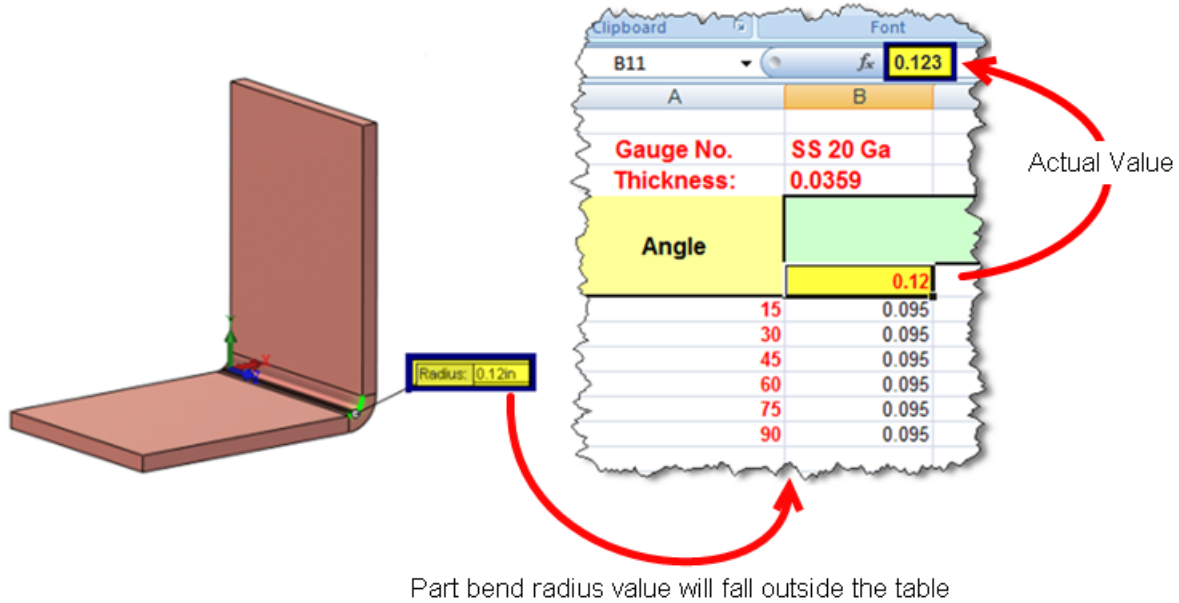 Clipboard Font
B11 fx 0.123
A B
Gauge No. SS 20 Ga
Thickness: 0.0359
Actual Value
Angle
0.12
15 0.095
30 0.095
45 0.095
60 0.095
75 0.095
90 0.095
Y
X
Radius: 0.12in
Part bend radius value will fall outside the table